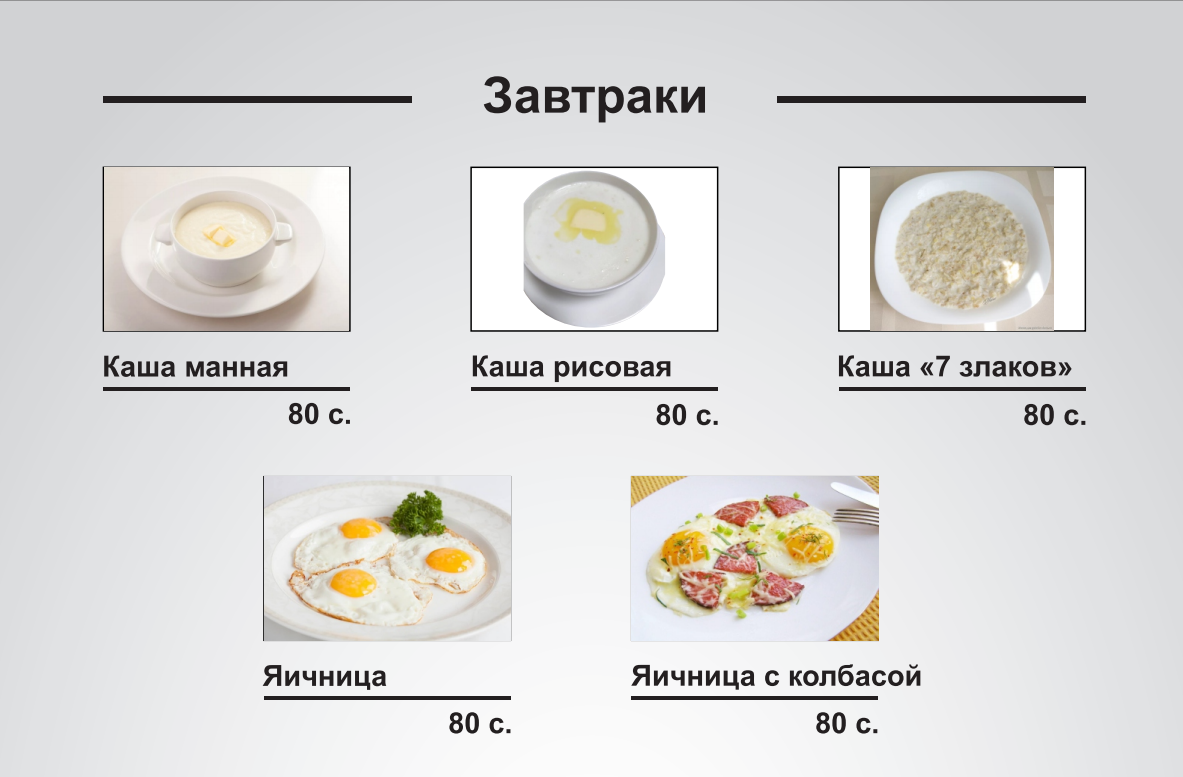 Завтраки
Каша манная
Каша рисовая
Каша «7 злаков»
80 с.
80 с.
80 с.
Яичница
Яичница с колбасой
80 с.
80 с.